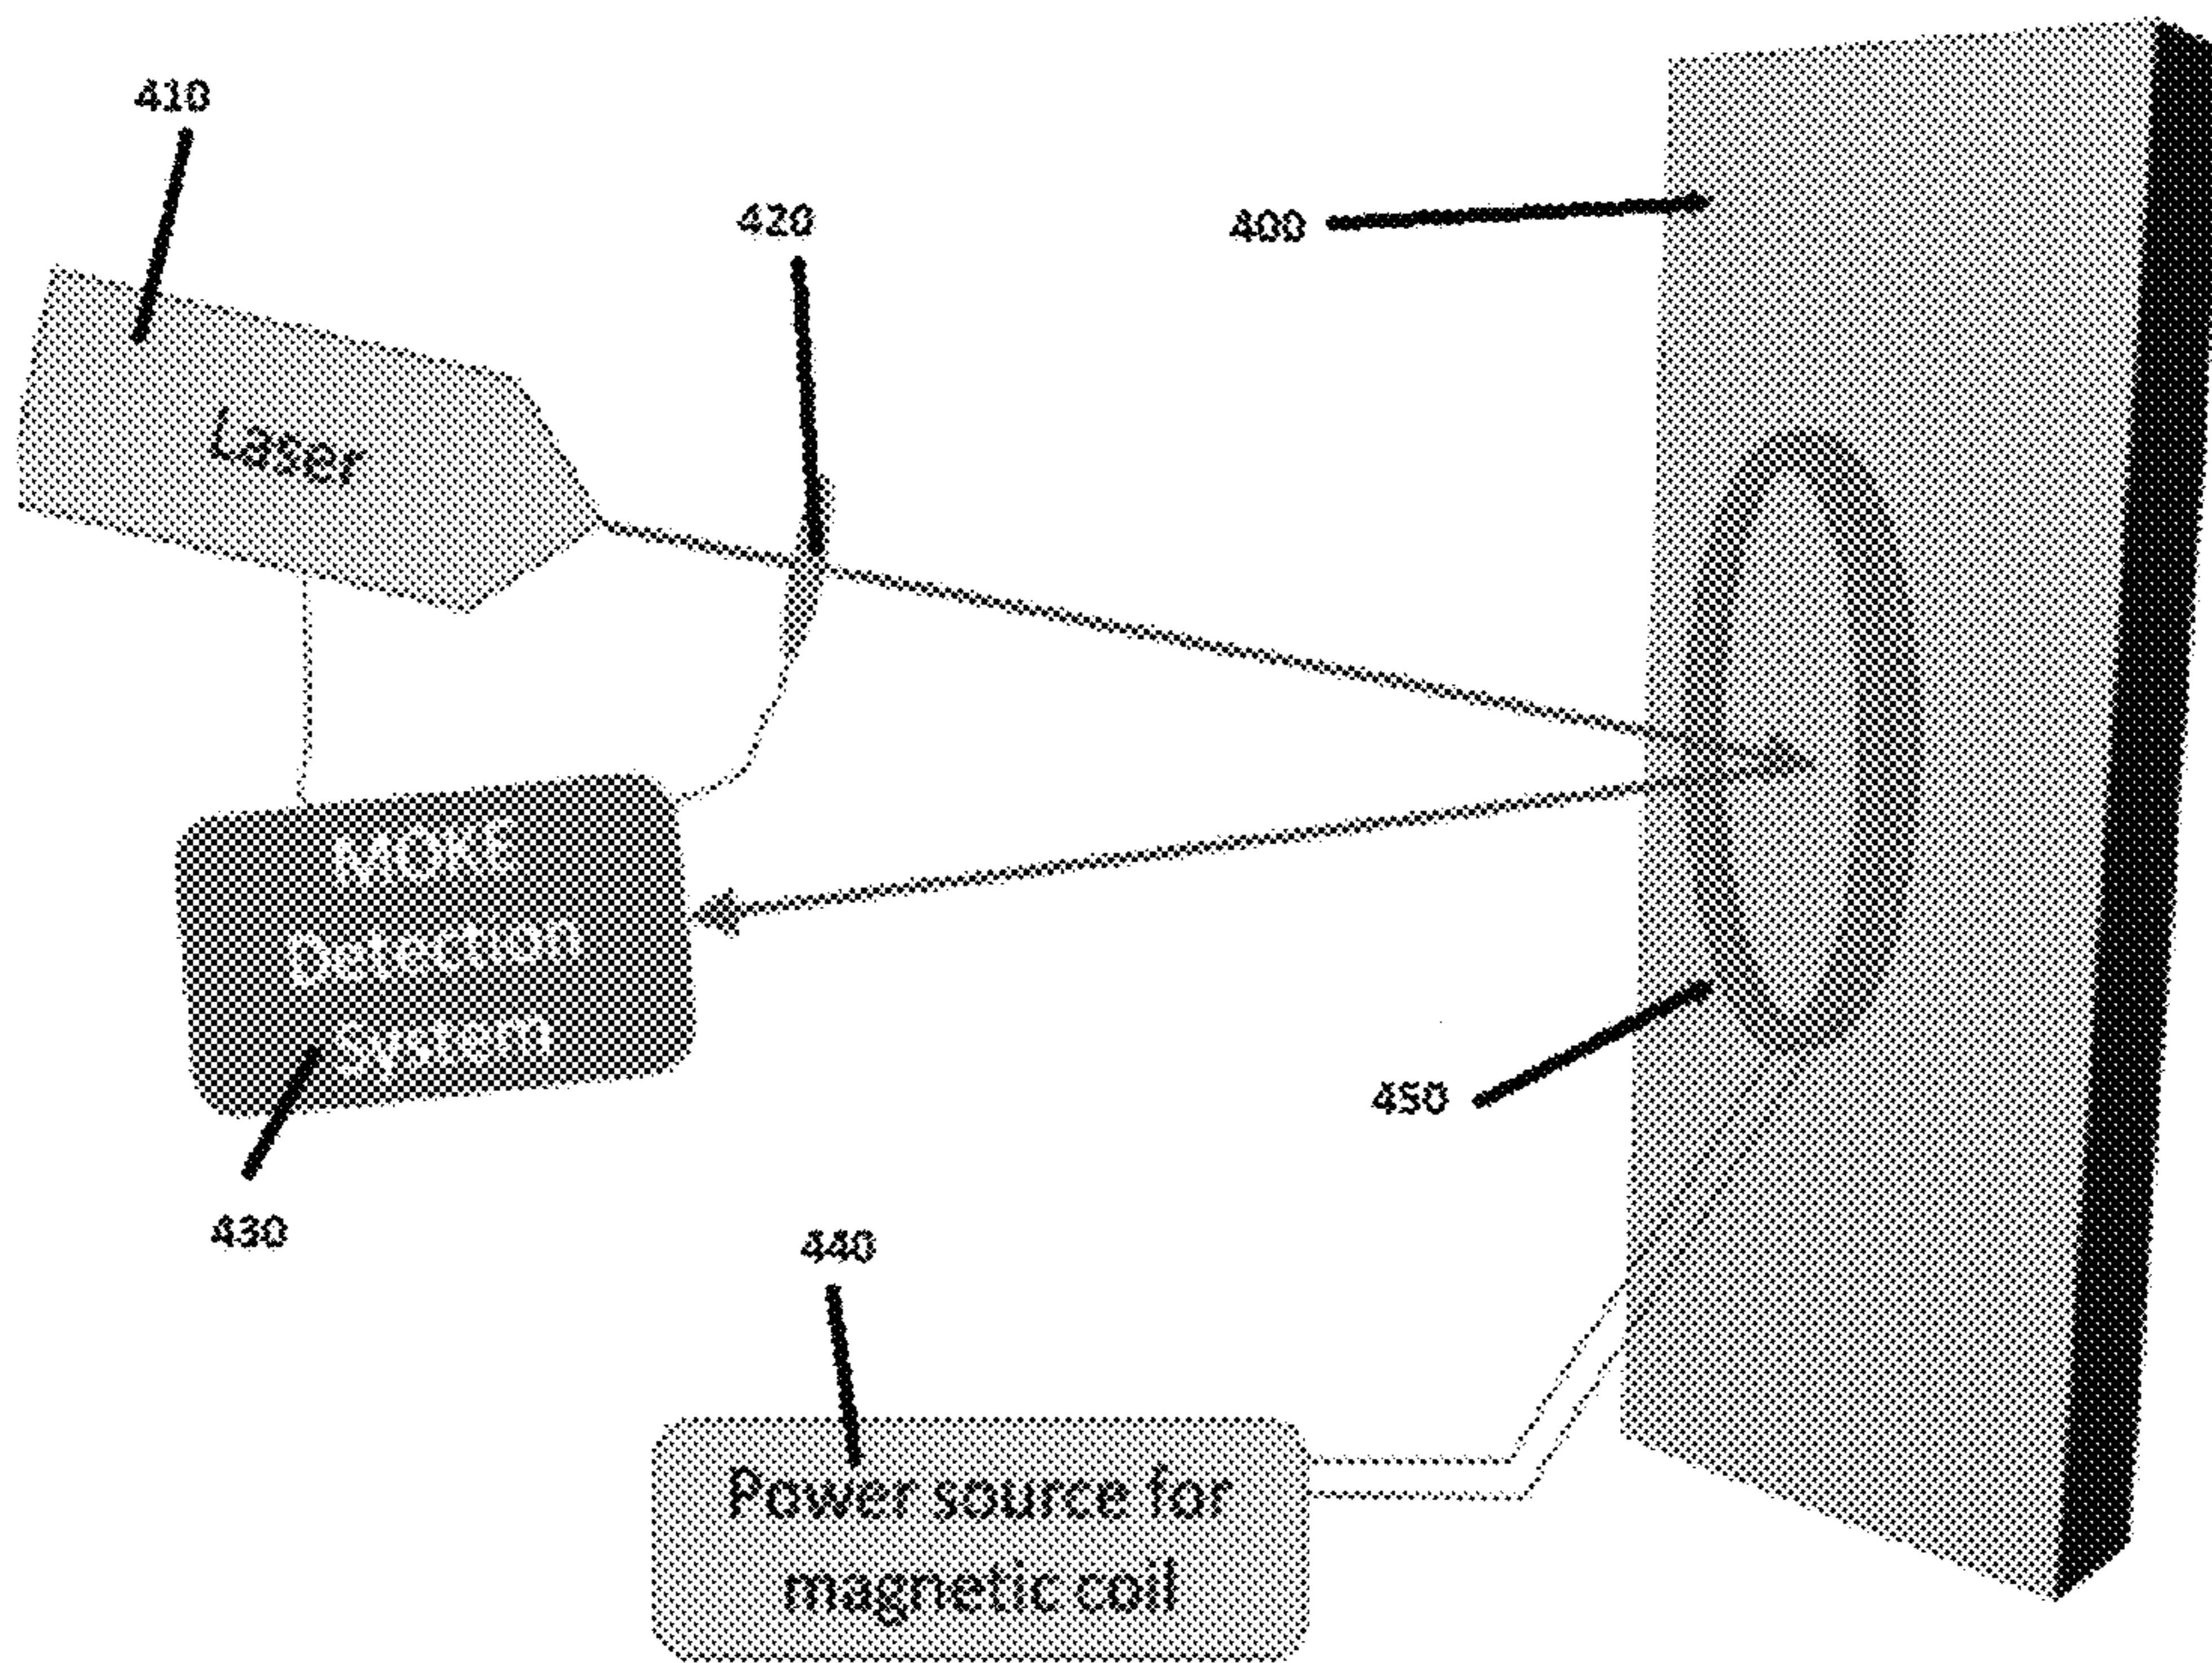 410
420
400
Laser
MOKE
Detection
System
450
430
440
Power source for
magnetic coil